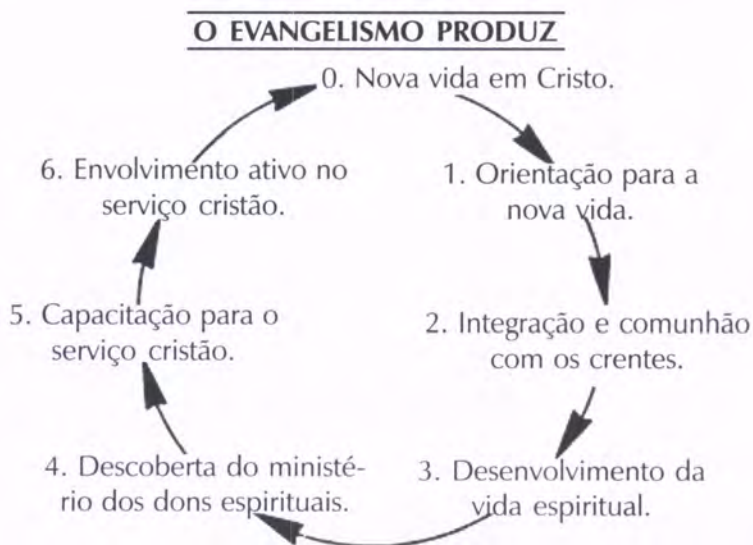 O EVANGELISMO PRODUZ
0. Nova vida em Cristo.
1. Orientação para a
nova vida.
2. Integração e comunhão
com os crentes.
3. Desenvolvimento da
vida espiritual.
4. Descoberta do ministé-
rio dos dons espirituais.
5. Capacitação para o
serviço cristão.
6. Envolvimento ativo no
serviço cristão.